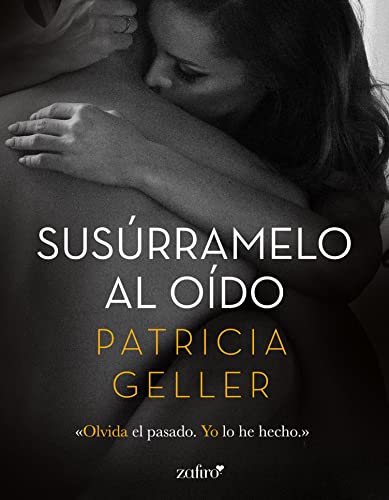 SUSÚRRAMELO
AL OÍDO
PATRICIA
GELLER
«Olvida el pasado. Yo lo he hecho.»
zafiro